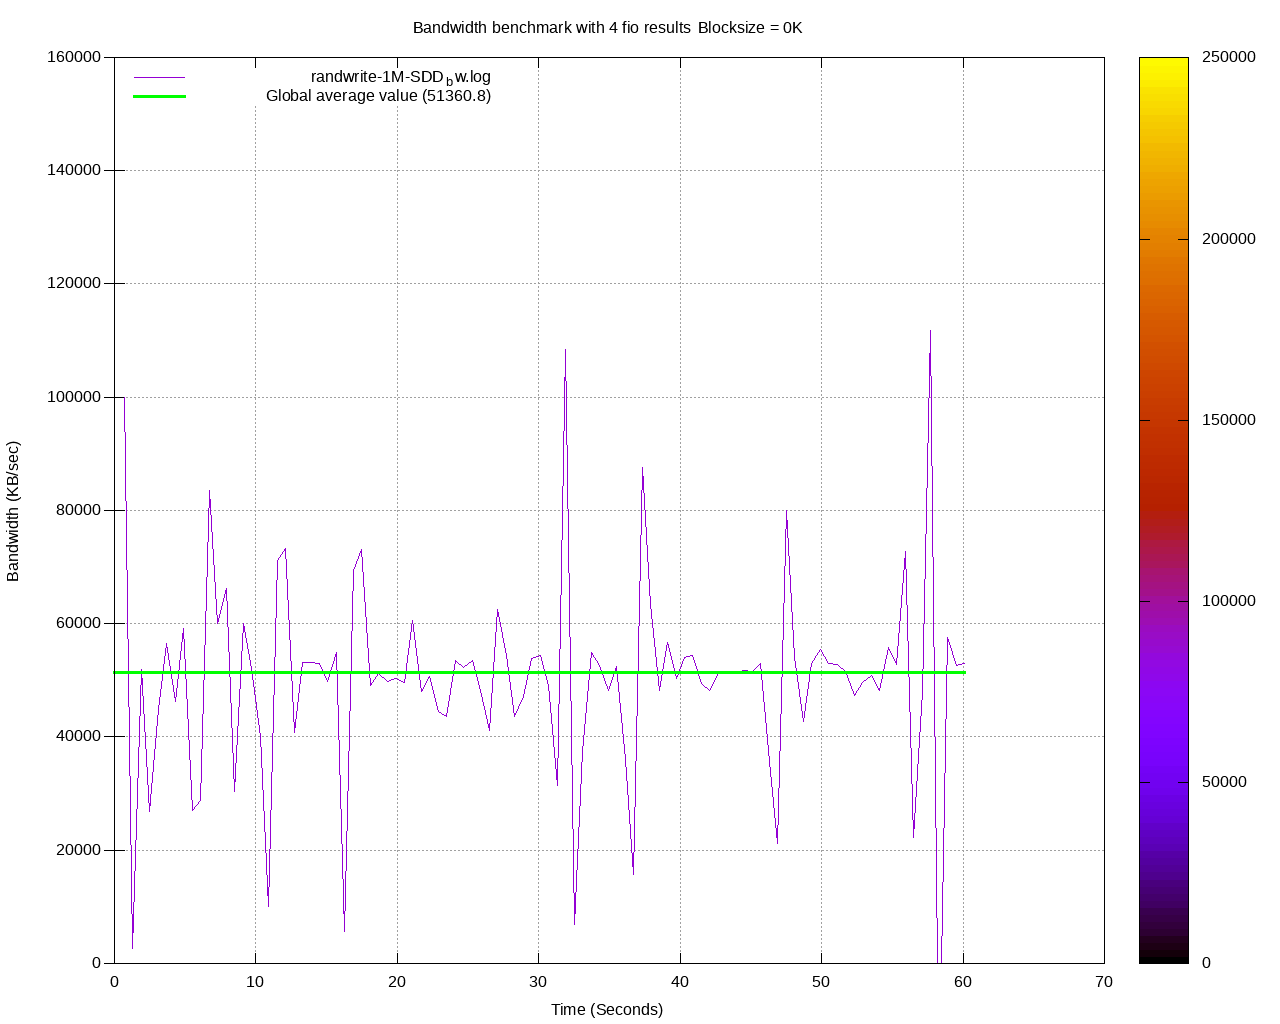 Bandwidth benchmark with 4 fio results Blocksize = 0K
randwrite-1M-SDDbw.log
Global average value (51360.8)
160000
140000
120000
100000
80000
60000
40000
20000
0
Bandwidth (KB/sec)
0 10 20 30 40 50 60 70
Time (Seconds)
250000
200000
150000
100000
50000
0